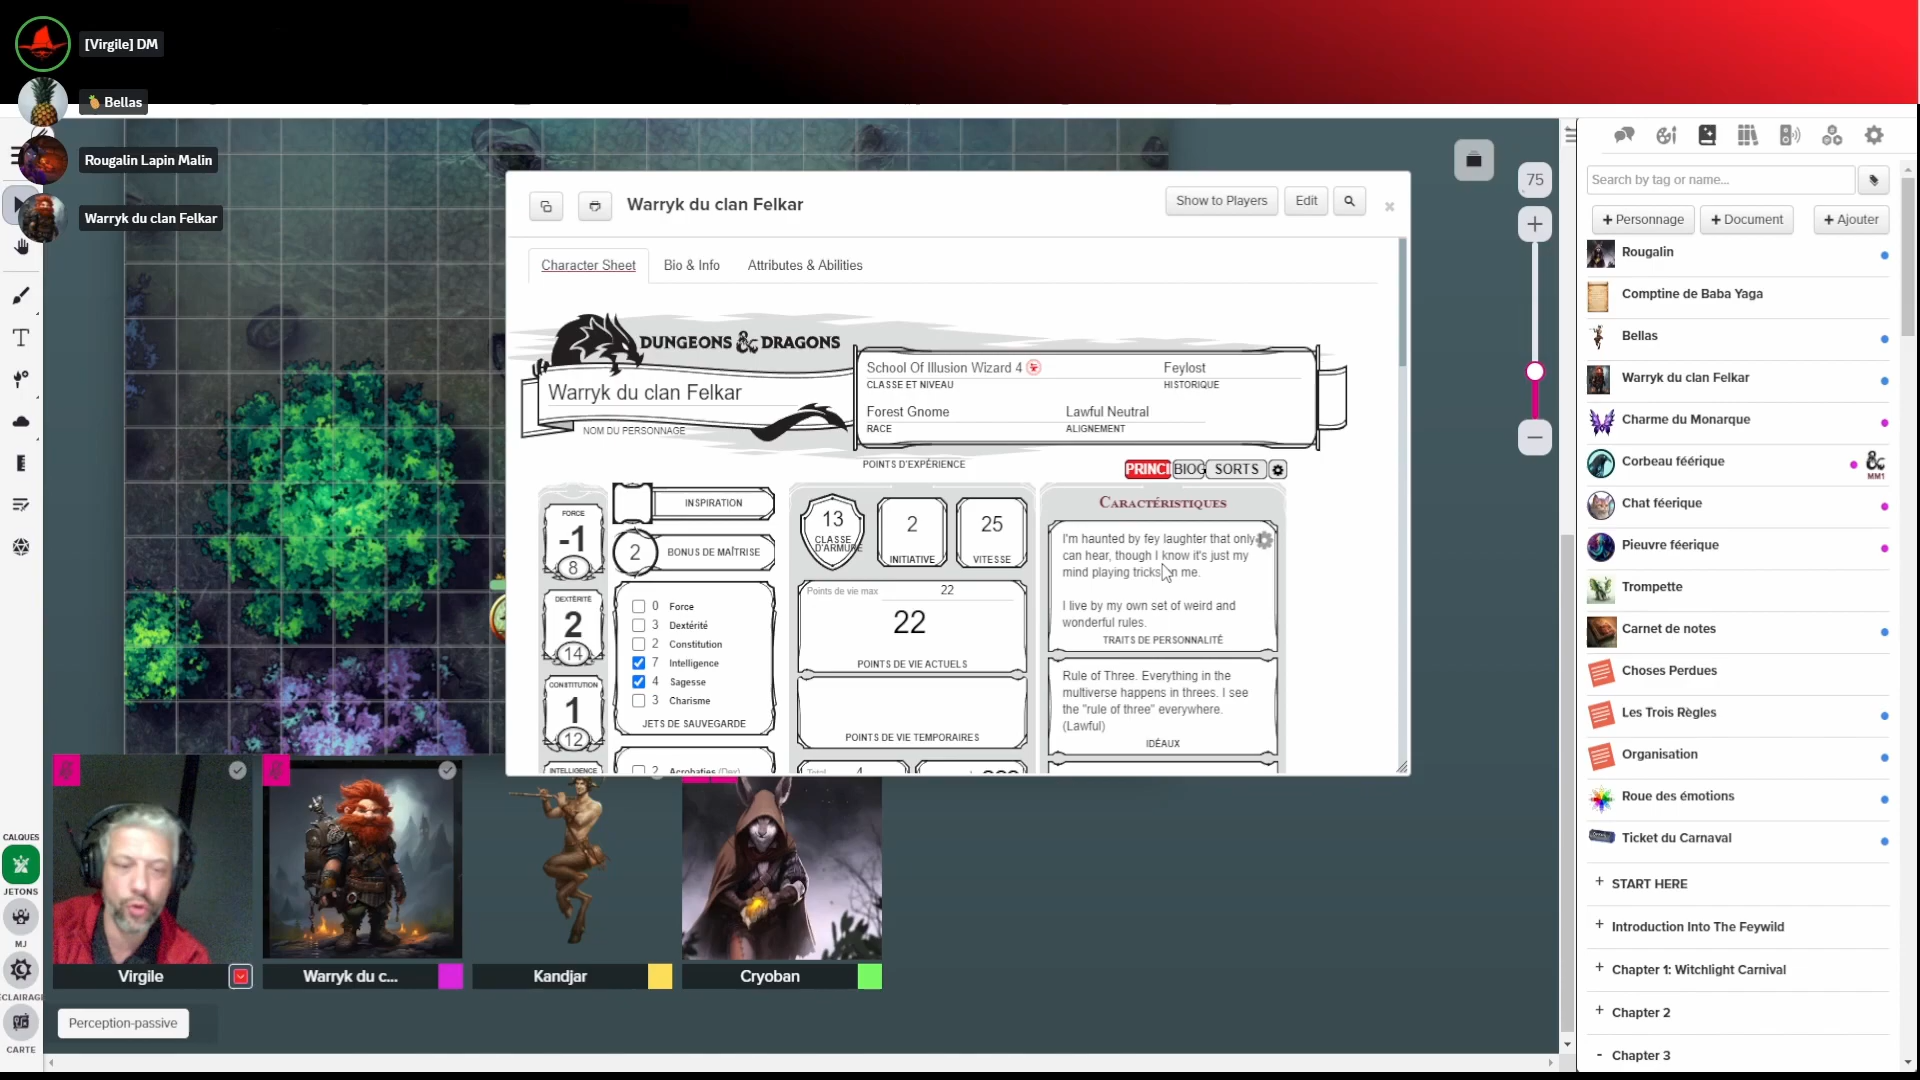 [Virgile] DM
🍍 Bellas
Rougalin Lapin Malin
Warryk du clan Felkar
Warryk du clan Felkar
Show to Players
Edit
Character Sheet
Bio & Info
Attributes & Abilities
DUNGEONS & DRAGONS
Warryk du clan Felkar
NOM DU PERSONNAGE
School Of Illusion Wizard 4
CLASSE ET NIVEAU
Feylost
HISTORIQUE
Forest Gnome
RACE
Lawful Neutral
ALIGNEMENT
POINTS D'EXPÉRIENCE
PRINCI
BIOG
SORTS
FORCE
-1
8
DEXTÉRITÉ
2
14
CONSTITUTION
1
12
INTELLIGENCE
INSPIRATION
2
BONUS DE MAÎTRISE
0 Force
3 Dextérité
2 Constitution
7 Intelligence
4 Sagesse
3 Charisme
JETS DE SAUVEGARDE
2 Acrobaties (Dex)
13
CLASSE
D'ARMURE
2
INITIATIVE
25
VITESSE
Points de vie max
22
22
POINTS DE VIE ACTUELS
POINTS DE VIE TEMPORAIRES
Total
4
CARACTÉRISTIQUES
I'm haunted by fey laughter that only
can hear, though I know it's just my
mind playing tricks on me.
I live by my own set of weird and
wonderful rules.
TRAITS DE PERSONNALITÉ
Rule of Three. Everything in the
multiverse happens in threes. I see
the "rule of three" everywhere.
(Lawful)
IDÉAUX
75
Search by tag or name...
+ Personnage
+ Document
+ Ajouter
Rougalin
Comptine de Baba Yaga
Bellas
Warryk du clan Felkar
Charme du Monarque
Corbeau féérique
&
MM1
Chat féerique
Pieuvre féerique
Trompette
Carnet de notes
Choses Perdues
Les Trois Règles
Organisation
Roue des émotions
Ticket du Carnaval
+ START HERE
+ Introduction Into The Feywild
+ Chapter 1: Witchlight Carnival
+ Chapter 2
- Chapter 3
CALQUES
JETONS
MJ
ECLAIRAGE
CARTE
Virgile
Warryk du c...
Kandjar
Cryoban
Perception-passive